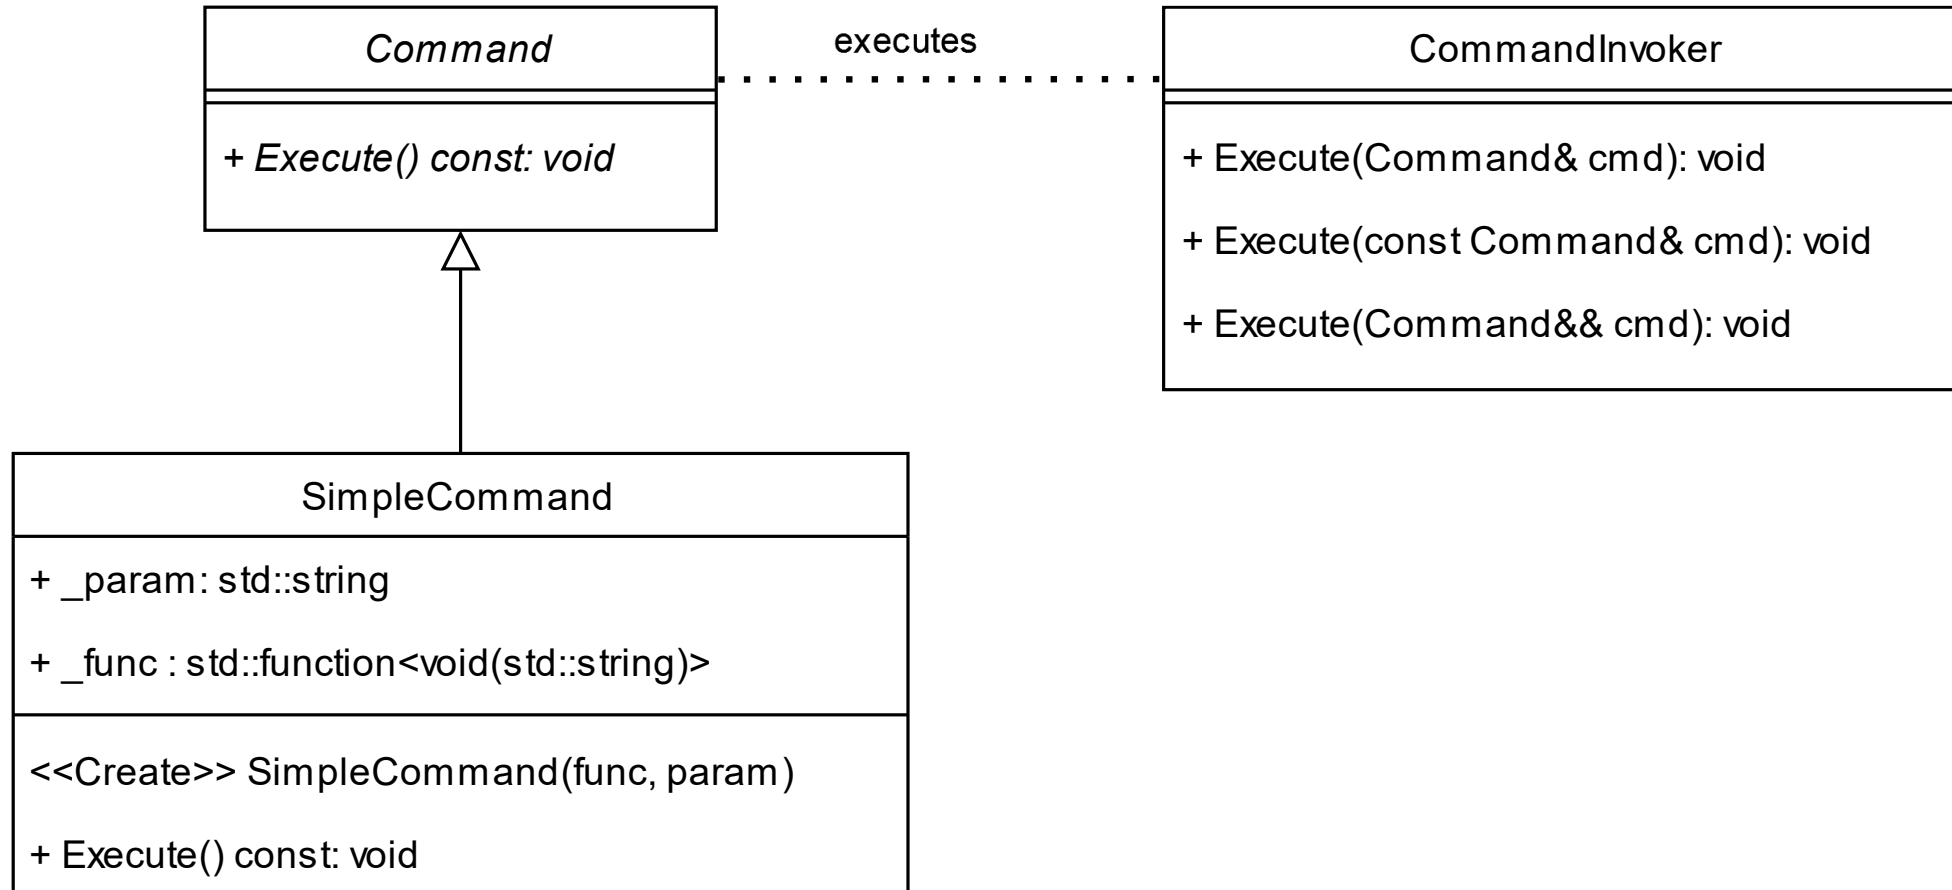 Command
+ Execute() const: void
executes
CommandInvoker
+ Execute(Command& cmd): void
+ Execute(const Command& cmd): void
+ Execute(Command&& cmd): void
SimpleCommand
+ _param: std::string
+ _func : std::function<void(std::string)>
<<Create>> SimpleCommand(func, param)
+ Execute() const: void